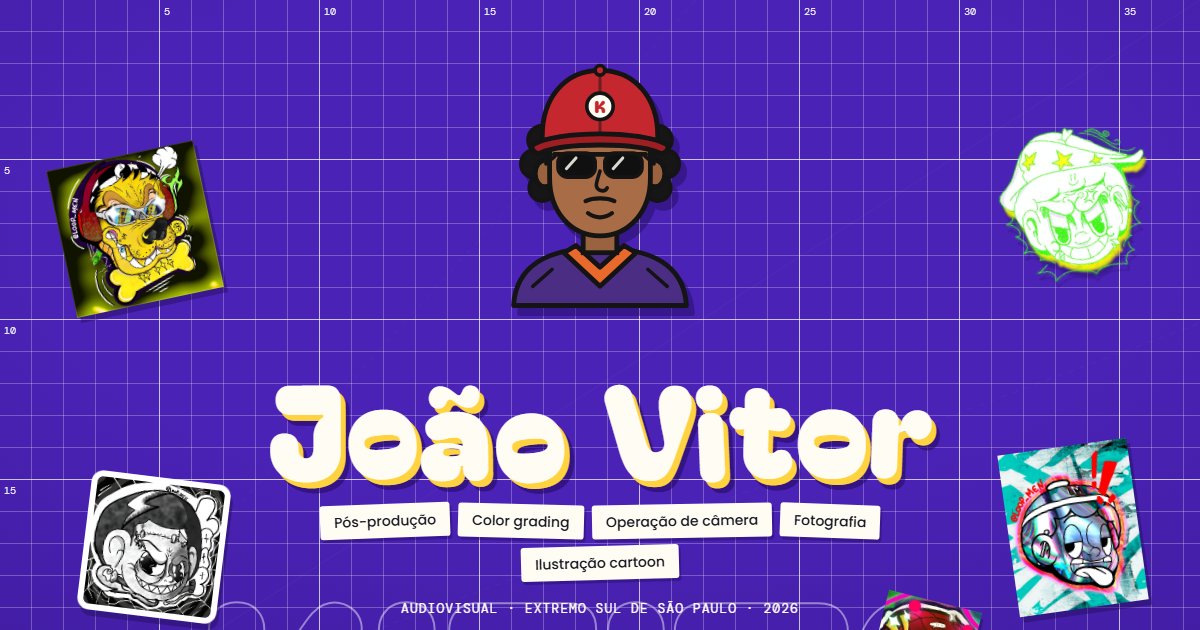 5 10 15 20 25 30 35
K
5
10
João Vitor
15
Pós-produção Color grading Operação de câmera Fotografia
Ilustração cartoon
AUDIOVISUAL · EXTREMO SUL DE SÃO PAULO · 2026